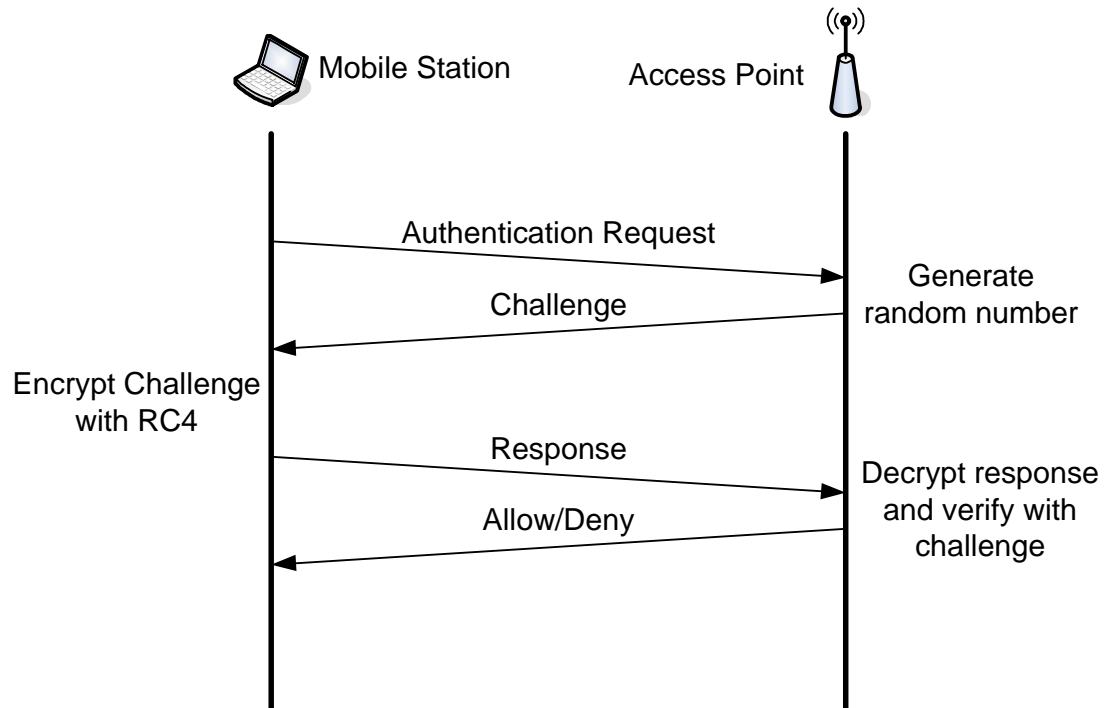 Mobile Station
Access Point
Authentication Request
Generate
random number
Challenge
Encrypt Challenge
with RC4
Response
Decrypt response
and verify with
challenge
Allow/Deny